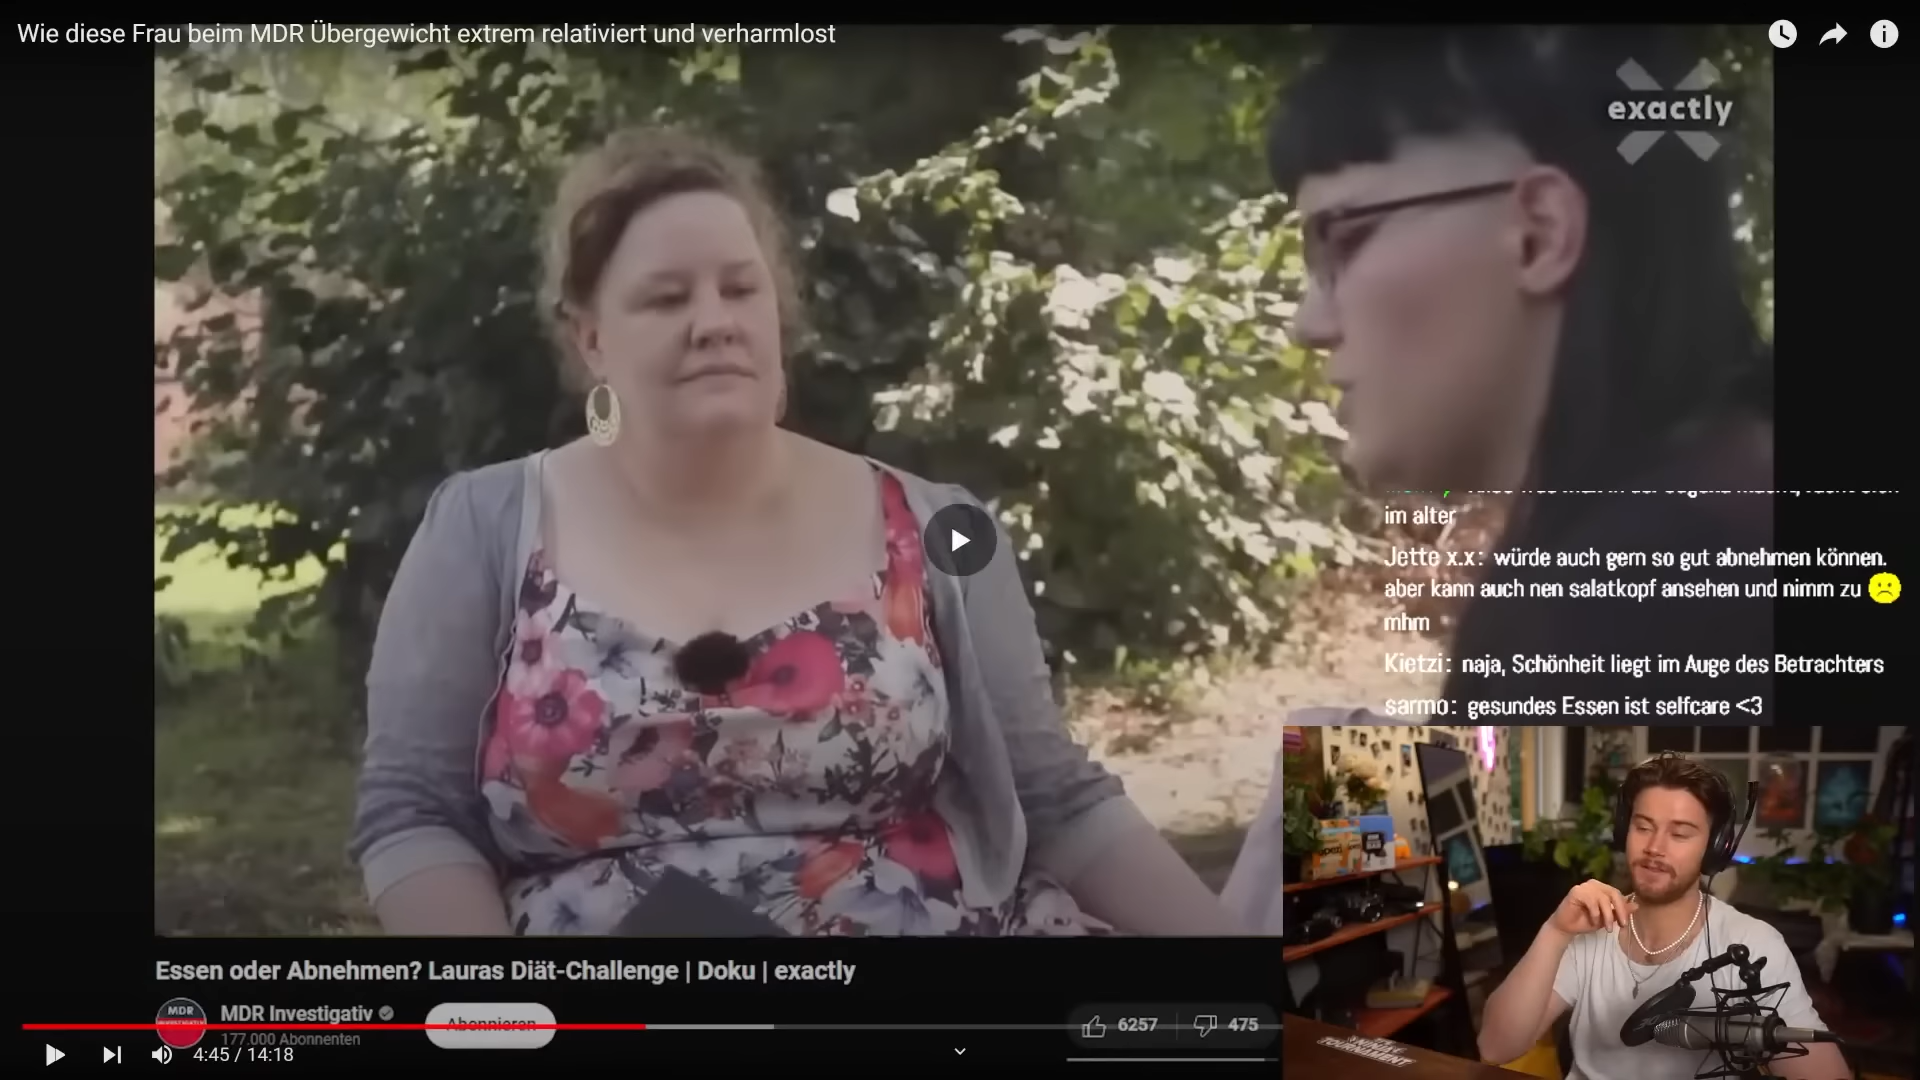 Wie diese Frau beim MDR Übergewicht extrem relativiert und verharmlost
exactly
im alter
Jette x.x: würde auch gern so gut abnehmen können.
aber kann auch nen salatkopf ansehen und nimm zu
mhm
Kietzi: naja, Schönheit liegt im Auge des Betrachters
sarmo: gesundes Essen ist selfcare <3
Essen oder Abnehmen? Lauras Diät-Challenge | Doku | exactly
MDR
MDR Investigativ
Abonnieren
177.000 Abonnenten
6257
475
4:45 / 14:18
TOURNAMENT